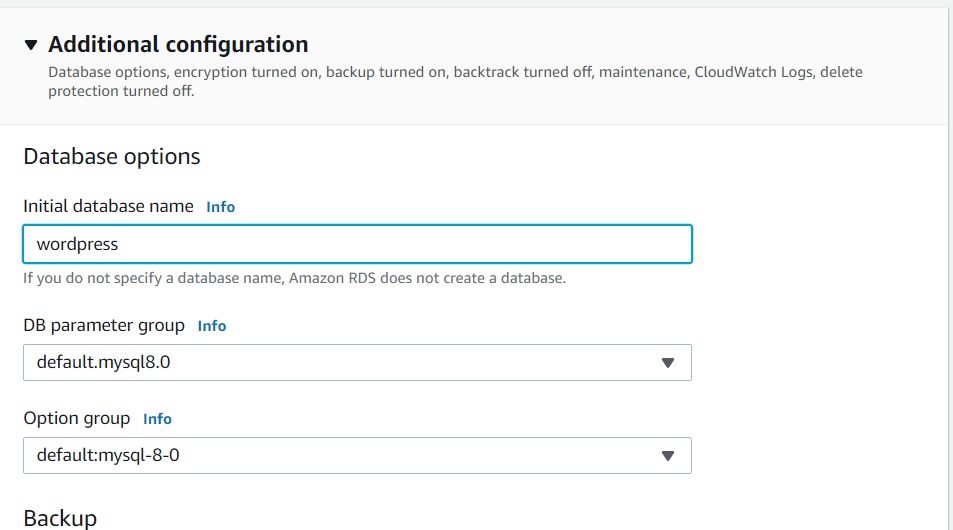 Additional configuration
Database options, encryption turned on, backup turned on, backtrack turned off, maintenance, CloudWatch Logs, delete
protection turned off.
Database options
Initial database name Info
wordpress
If you do not specify a database name, Amazon RDS does not create a database.
DB parameter group Info
default.mysql8.0
Option group Info
default:mysql-8-0
Backup